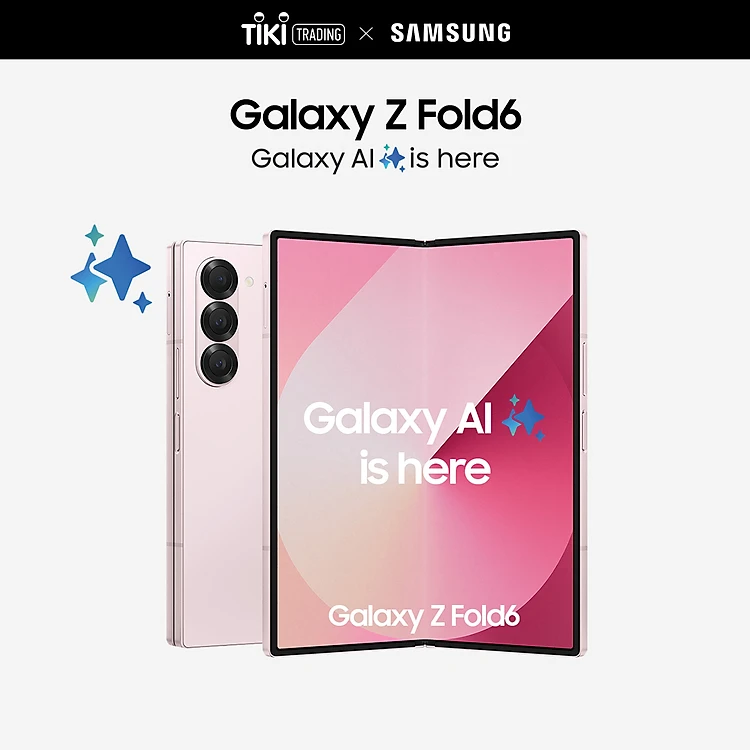 TIKI TRADING × SAMSUNG
Galaxy Z Fold6
Galaxy AI is here
Galaxy AI
is here
Galaxy Z Fold6